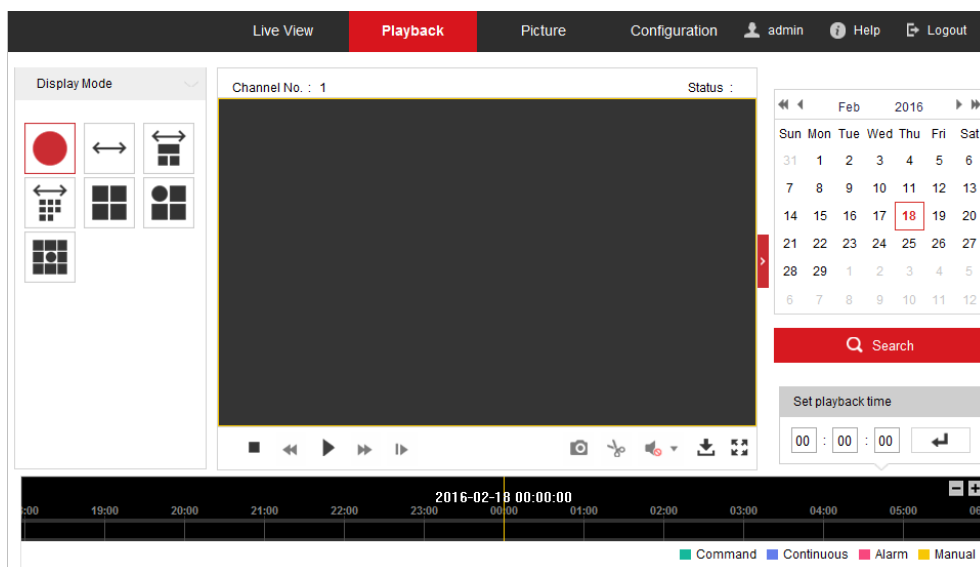 Live View Playback Picture Configuration admin Help Logout
Display Mode
Channel No. : 1 Status :
Feb 2016
Sun Mon Tue Wed Thu Fri Sat
31 1 2 3 4 5 6
7 8 9 10 11 12 13
14 15 16 17 18 19 20
21 22 23 24 25 26 27
28 29 1 2 3 4 5
6 7 8 9 10 11 12
Search
Set playback time
00 : 00 : 00
2016-02-18 00:00:00
:00 19:00 20:00 21:00 22:00 23:00 00:00 01:00 02:00 03:00 04:00 05:00 06
Command Continuous Alarm Manual